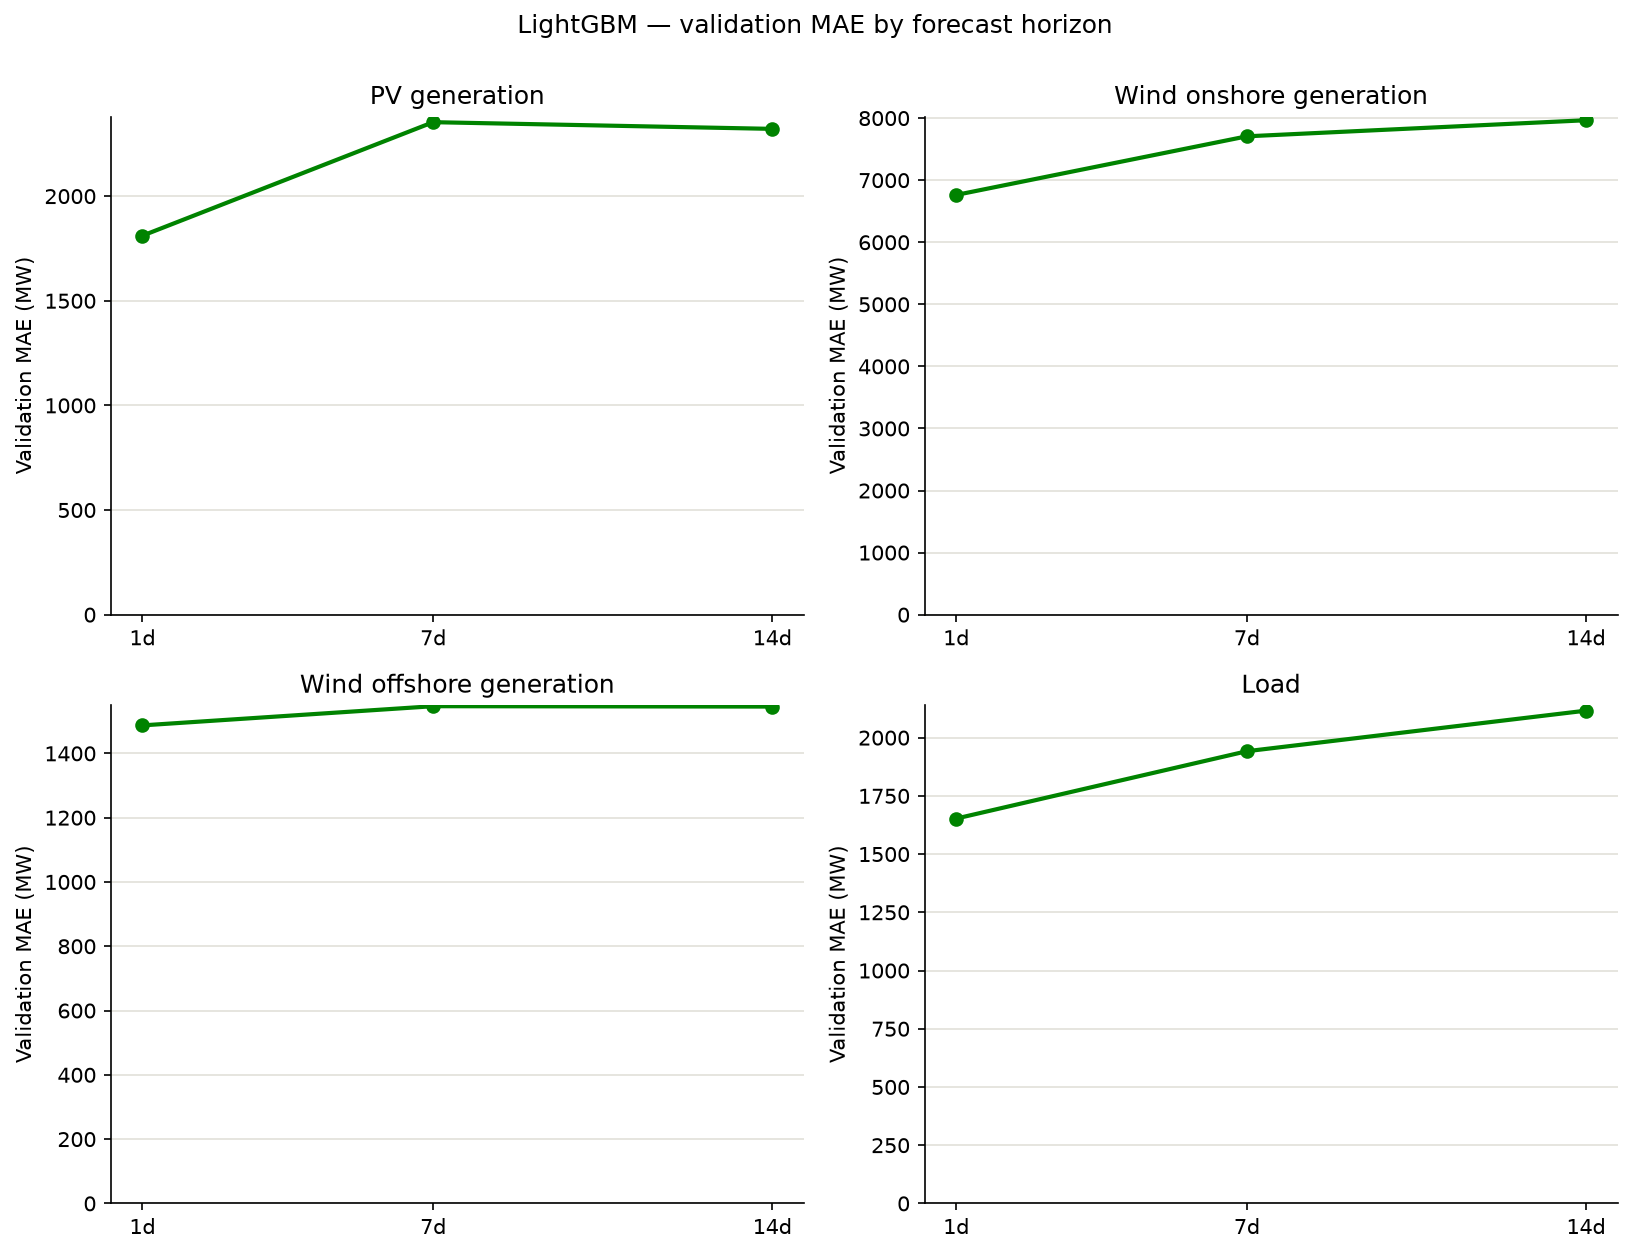 LightGBM — validation MAE by forecast horizon
PV generation
Validation MAE (MW)
2000
1500
1000
500
0
1d 7d 14d
Wind onshore generation
Validation MAE (MW)
8000
7000
6000
5000
4000
3000
2000
1000
0
1d 7d 14d
Wind offshore generation
Validation MAE (MW)
1400
1200
1000
800
600
400
200
0
1d 7d 14d
Load
Validation MAE (MW)
2000
1750
1500
1250
1000
750
500
250
0
1d 7d 14d